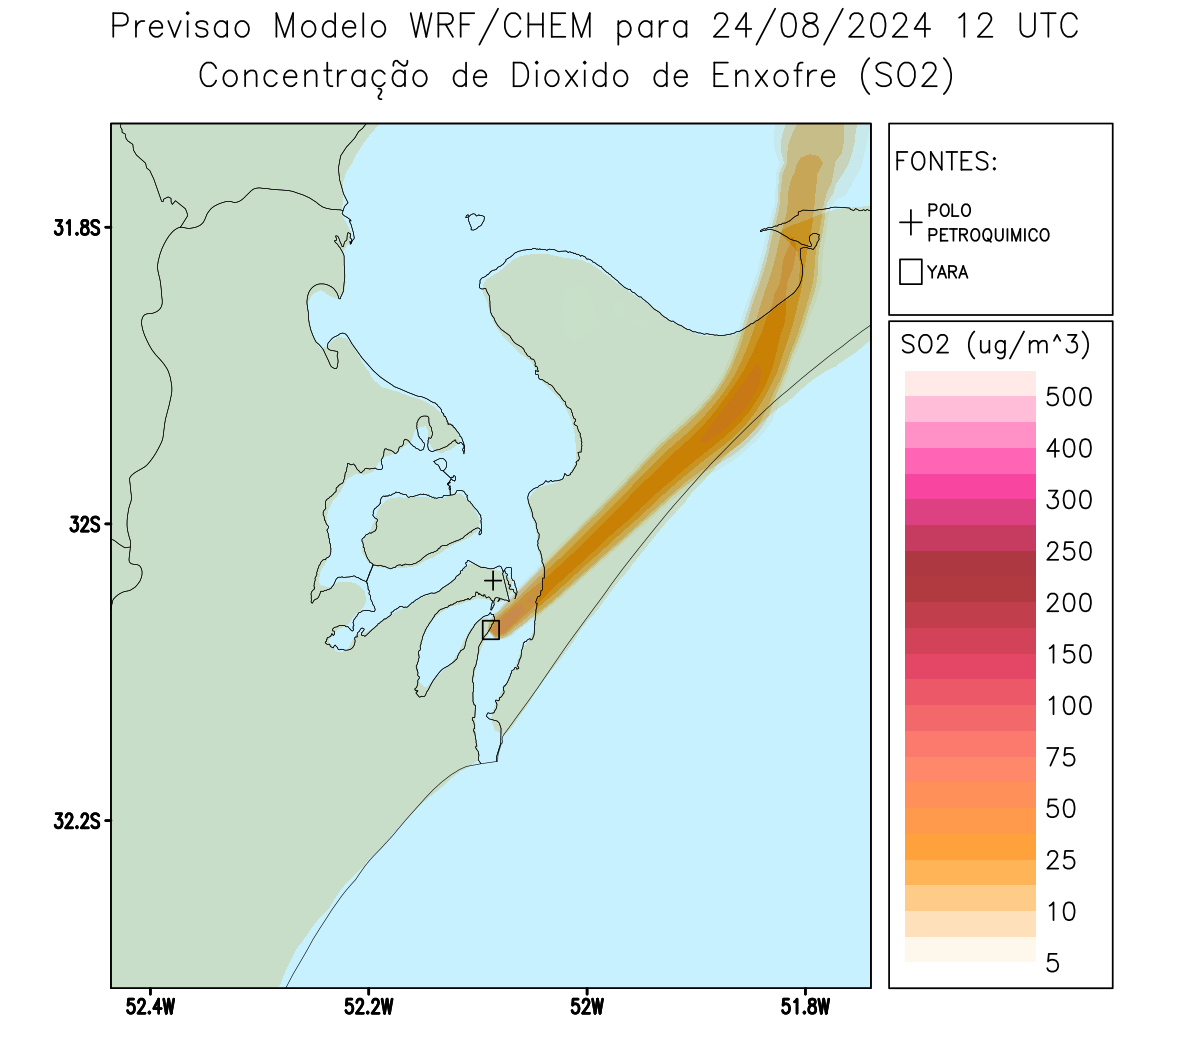 Previsao Modelo WRF/CHEM para 24/08/2024 12 UTC
Concentração de Dioxido de Enxofre (SO2)
FONTES:
POLO
PETROQUIMICO
YARA
31.8S
32S
32.2S
52.4W
52.2W
52W
51.8W
SO2 (ug/m^3)
500
400
300
250
200
150
100
75
50
25
10
5